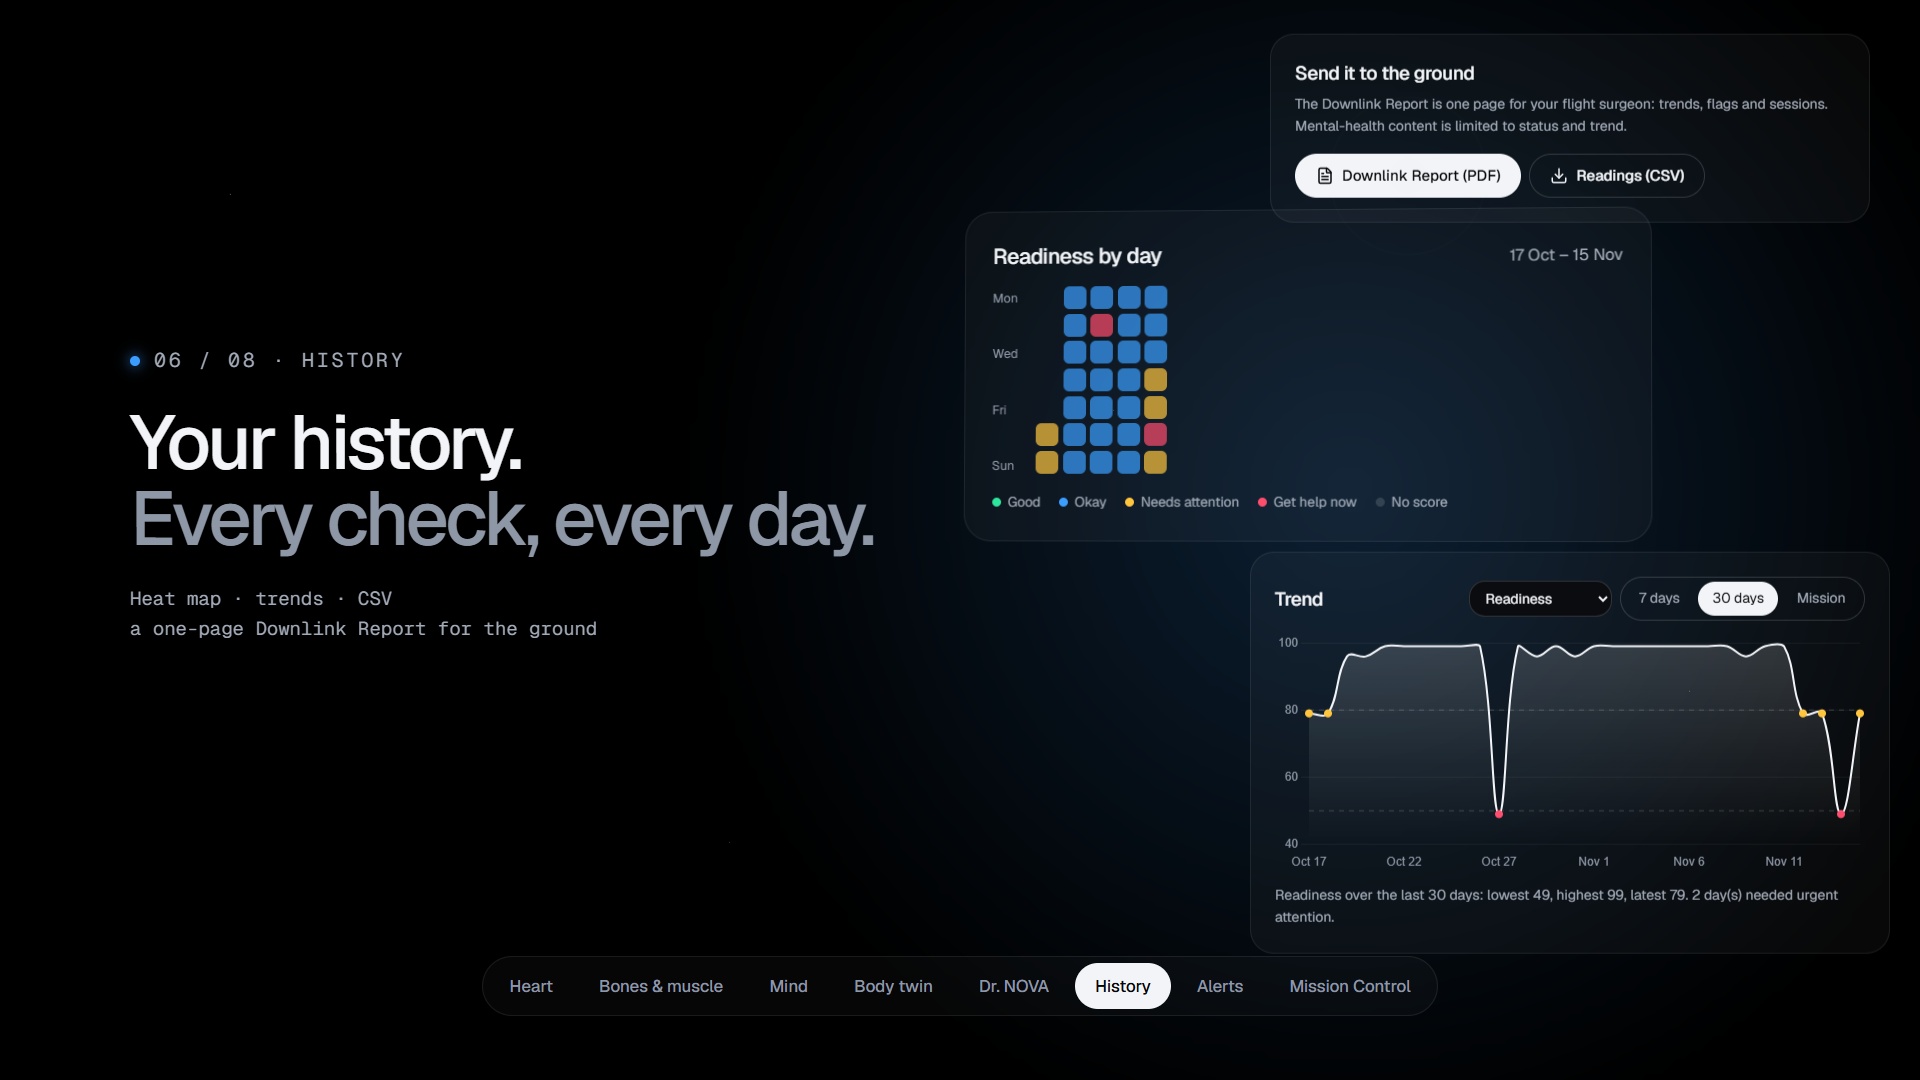 06 / 08 · HISTORY
Your history.
Every check, every day.
Heat map · trends · CSV
a one-page Downlink Report for the ground
Send it to the ground
The Downlink Report is one page for your flight surgeon: trends, flags and sessions.
Mental-health content is limited to status and trend.
Downlink Report (PDF) Readings (CSV)
Readiness by day 17 Oct – 15 Nov
Mon
Wed
Fri
Sun
Good Okay Needs attention Get help now No score
Trend Readiness 7 days 30 days Mission
100
80
60
40
Oct 17 Oct 22 Oct 27 Nov 1 Nov 6 Nov 11
Readiness over the last 30 days: lowest 49, highest 99, latest 79. 2 day(s) needed urgent
attention.
Heart Bones & muscle Mind Body twin Dr. NOVA History Alerts Mission Control